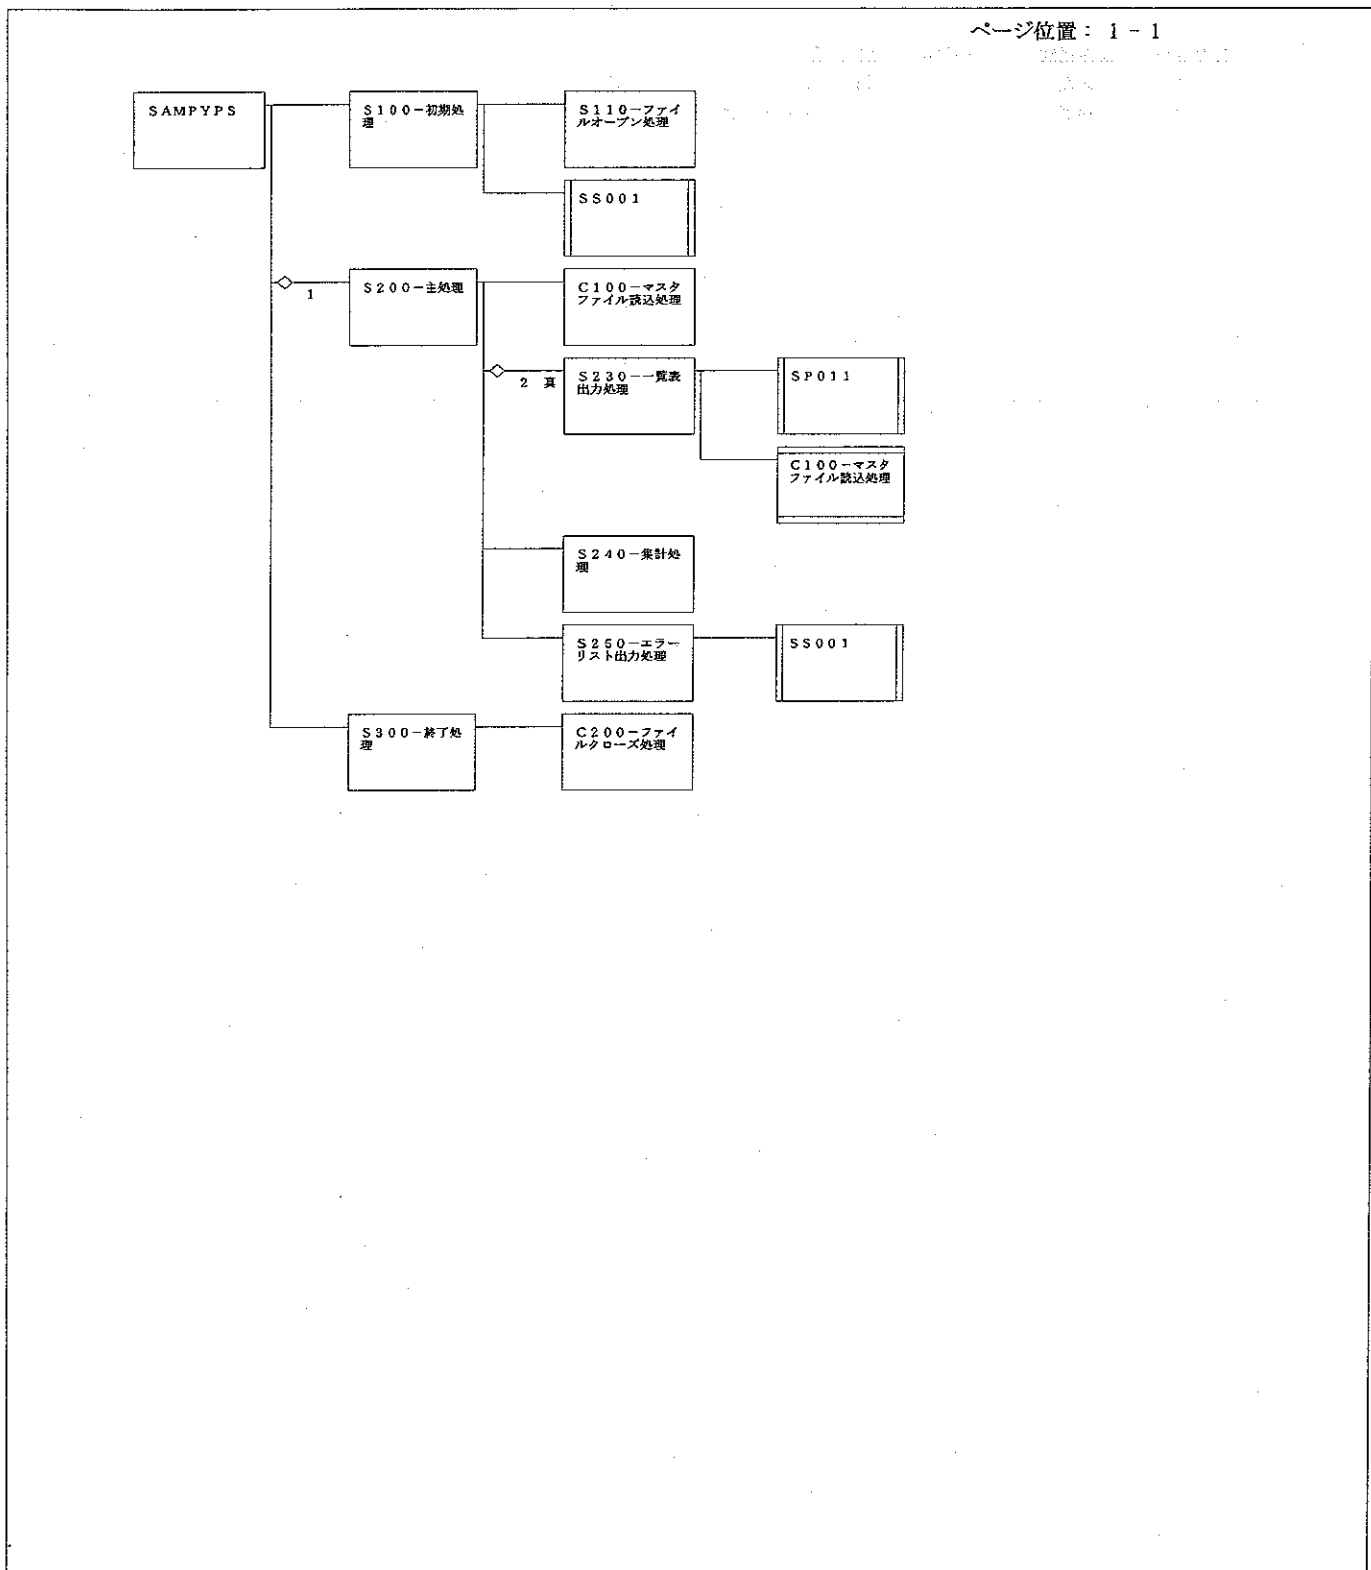 ページ位置： 1 - 1
ＳＡＭＰＹＰＳ
Ｓ１００－初期処
理
Ｓ１１０－ファイ
ルオープン処理
ＳＳ００１
1
Ｓ２００－主処理
Ｃ１００－マスタ
ファイル読込処理
2 真
Ｓ２３０－一覧表
出力処理
ＳＰ０１１
Ｃ１００－マスタ
ファイル読込処理
Ｓ２４０－集計処
理
Ｓ２５０－エラー
リスト出力処理
ＳＳ００１
Ｓ３００－終了処
理
Ｃ２００－ファイ
ルクローズ処理